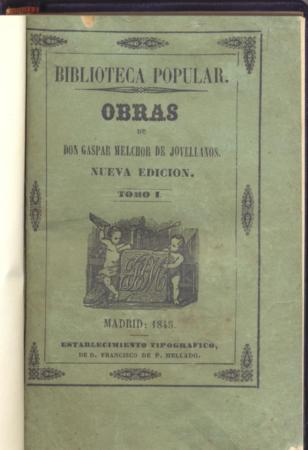 BIBLIOTECA POPULAR.
OBRAS
DE
DON GASPAR MELCHOR DE JOVELLANOS.
NUEVA EDICION.
TOMO I.
MADRID: 1845.
ESTABLECIMIENTO TIPOGRAFICO,
DE D. FRANCISCO DE P. MELLADO.